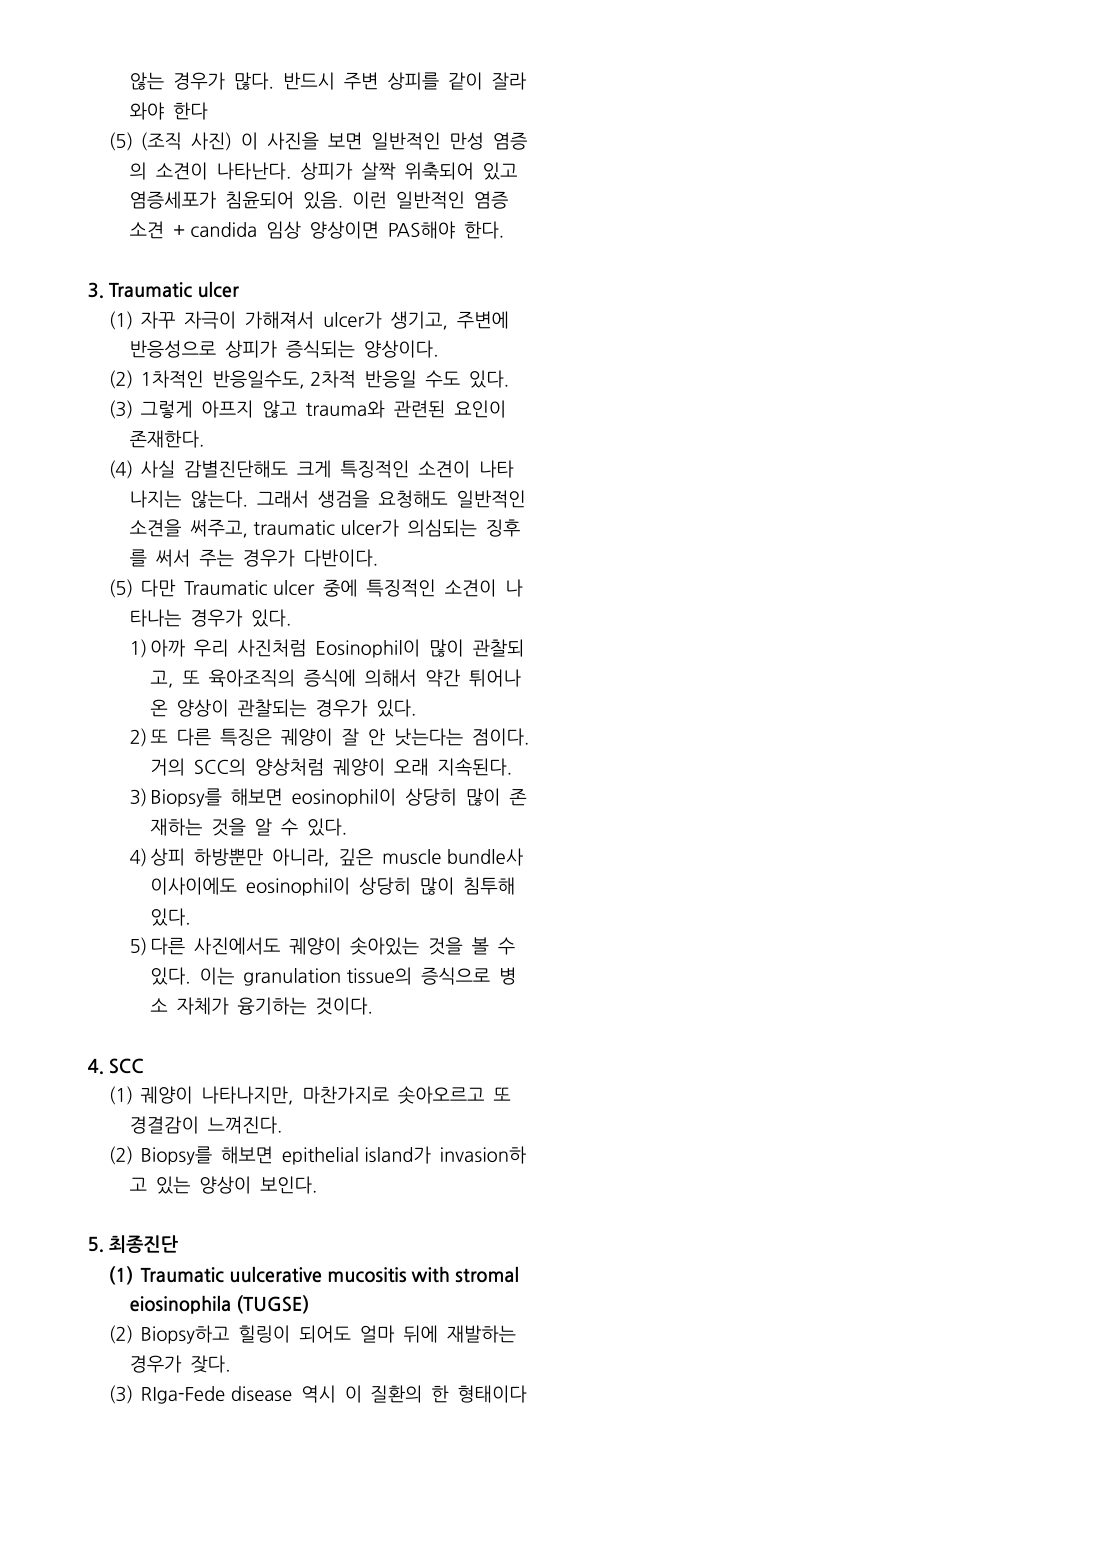 않는 경우가 많다. 반드시 주변 상피를 같이 잘라
와야 한다
(5) (조직 사진) 이 사진을 보면 일반적인 만성 염증
의 소견이 나타난다. 상피가 살짝 위축되어 있고
염증세포가 침윤되어 있음. 이런 일반적인 염증
소견 + candida 임상 양상이면 PAS해야 한다.
3. Traumatic ulcer
(1) 자꾸 자극이 가해져서 ulcer가 생기고, 주변에
반응성으로 상피가 증식되는 양상이다.
(2) 1차적인 반응일수도, 2차적 반응일 수도 있다.
(3) 그렇게 아프지 않고 trauma와 관련된 요인이
존재한다.
(4) 사실 감별진단해도 크게 특징적인 소견이 나타
나지는 않는다. 그래서 생검을 요청해도 일반적인
소견을 써주고, traumatic ulcer가 의심되는 징후
를 써서 주는 경우가 다반이다.
(5) 다만 Traumatic ulcer 중에 특징적인 소견이 나
타나는 경우가 있다.
1) 아까 우리 사진처럼 Eosinophil이 많이 관찰되
고, 또 육아조직의 증식에 의해서 약간 튀어나
온 양상이 관찰되는 경우가 있다.
2) 또 다른 특징은 궤양이 잘 안 낫는다는 점이다.
거의 SCC의 양상처럼 궤양이 오래 지속된다.
3) Biopsy를 해보면 eosinophil이 상당히 많이 존
재하는 것을 알 수 있다.
4) 상피 하방뿐만 아니라, 깊은 muscle bundle사
이사이에도 eosinophil이 상당히 많이 침투해
있다.
5) 다른 사진에서도 궤양이 솟아있는 것을 볼 수
있다. 이는 granulation tissue의 증식으로 병
소 자체가 융기하는 것이다.
4. SCC
(1) 궤양이 나타나지만, 마찬가지로 솟아오르고 또
경결감이 느껴진다.
(2) Biopsy를 해보면 epithelial island가 invasion하
고 있는 양상이 보인다.
5. 최종진단
(1) Traumatic uulcerative mucositis with stromal
eiosinophila (TUGSE)
(2) Biopsy하고 힐링이 되어도 얼마 뒤에 재발하는
경우가 잦다.
(3) RIga-Fede disease 역시 이 질환의 한 형태이다